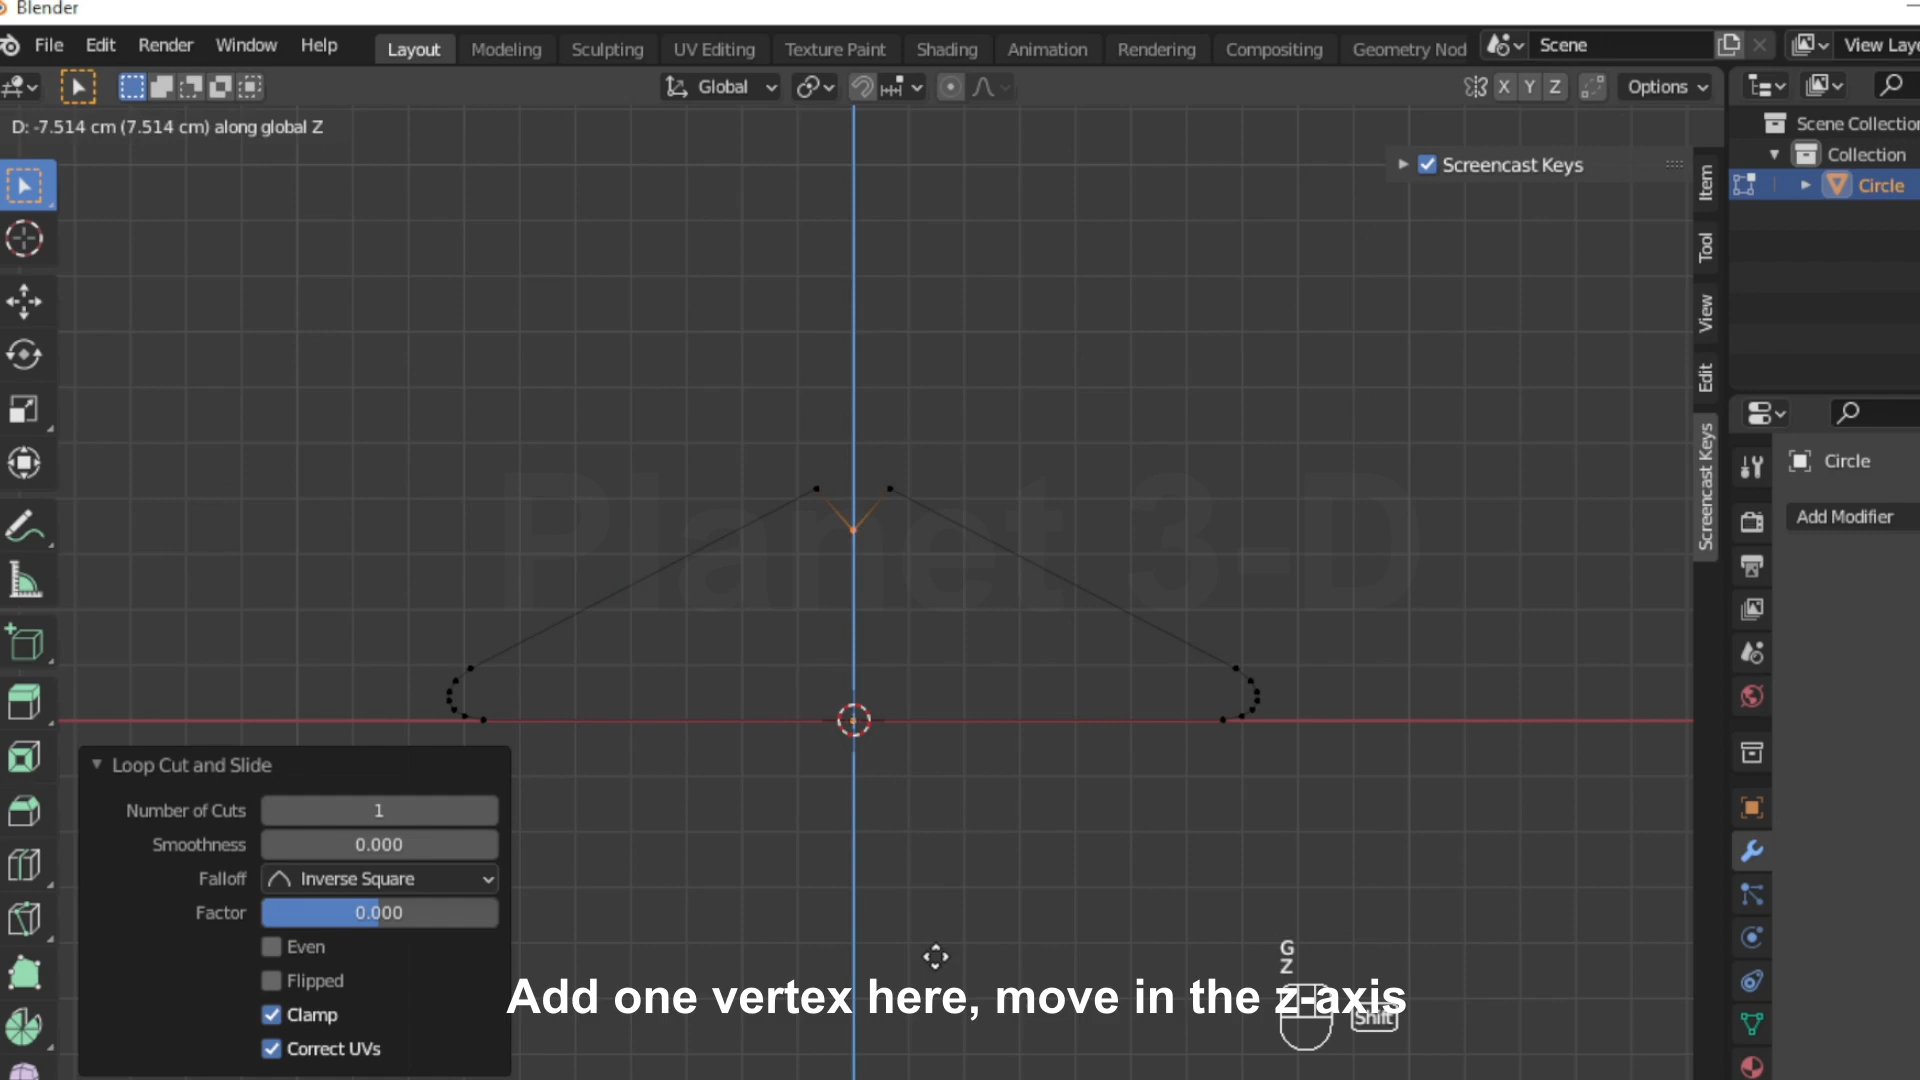 Blender
File Edit Render Window Help Layout Modeling Sculpting UV Editing Texture Paint Shading Animation Rendering Compositing Geometry Nod Scene View Laye
Global X Y Z Options
D: -7.514 cm (7.514 cm) along global Z
Scene Collection
Screencast Keys
Collection
Circle
Item
Tool
View
Edit
Screencast Keys
Circle
Add Modifier
Planet 3-D
Loop Cut and Slide
Number of Cuts 1
Smoothness 0.000
Falloff Inverse Square
Factor 0.000
Even
Flipped
Clamp
Correct UVs
G
Z
Add one vertex here, move in the z-axis
Shift